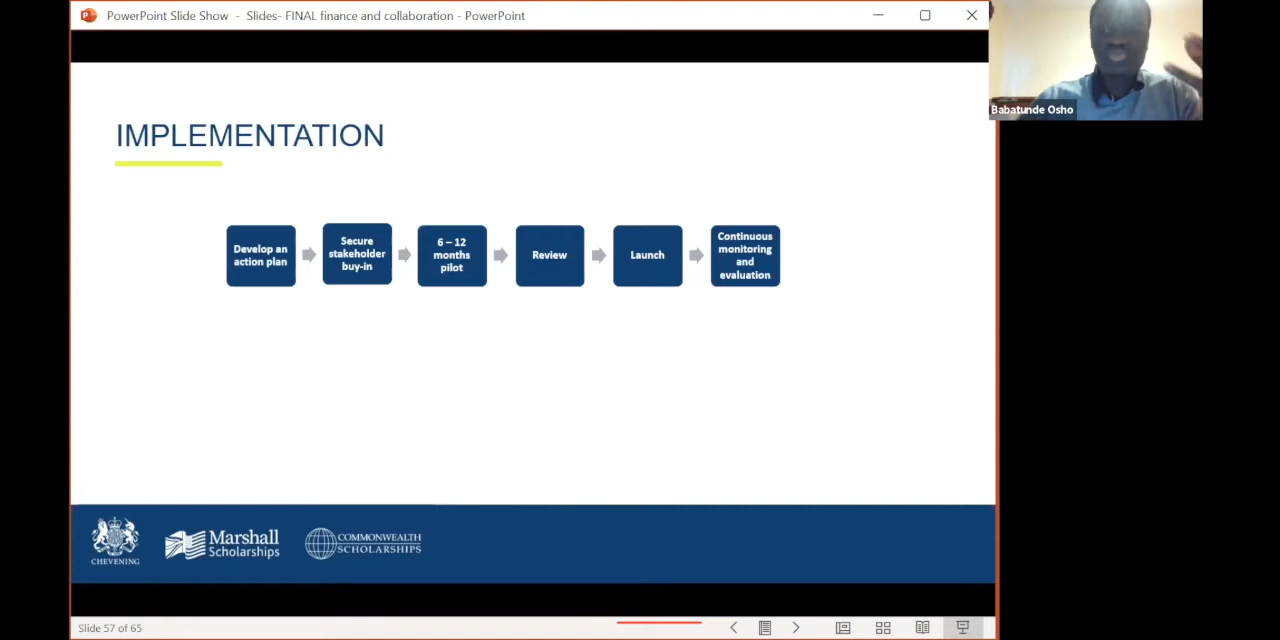 PowerPoint Slide Show - Slides- FINAL finance and collaboration - PowerPoint
Babatunde Osho
IMPLEMENTATION
Develop an
action plan
Secure
stakeholder
buy-in
6 – 12
months
pilot
Review
Launch
Continuous
monitoring
and
evaluation
CHEVENING
Marshall
Scholarships
COMMONWEALTH
SCHOLARSHIPS
Slide 57 of 65